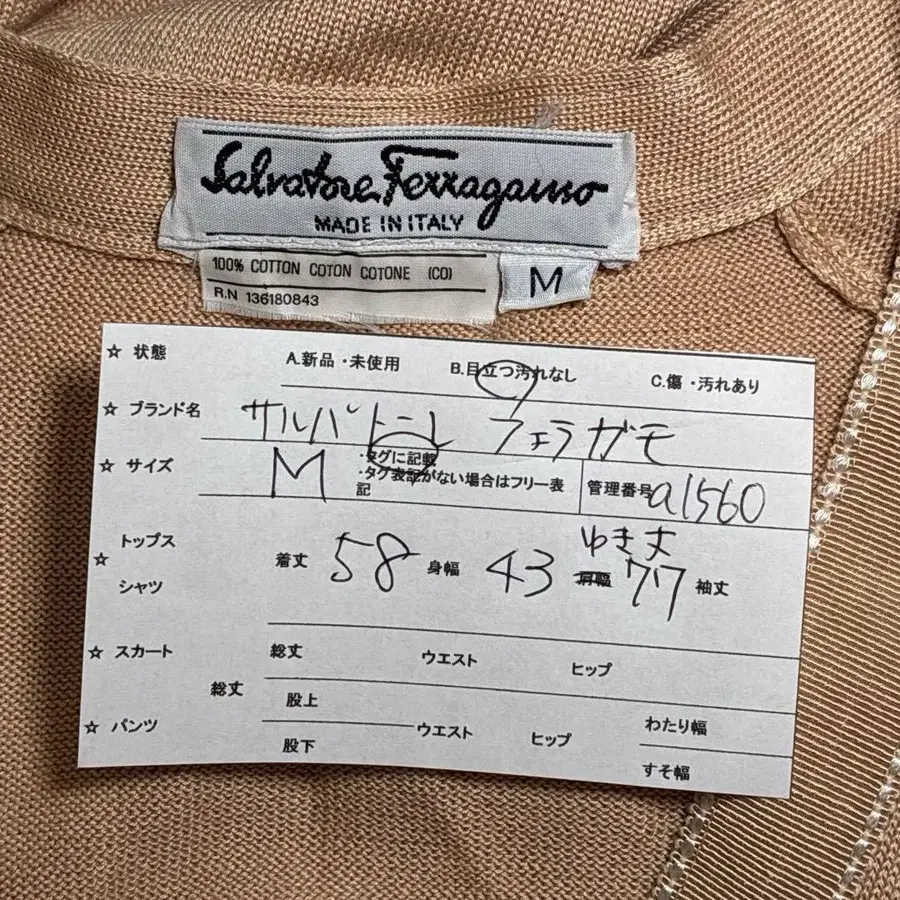 Salvatore Ferragamo
MADE IN ITALY
100% COTTON COTON COTONE (CO)
R.N 136180843
M
☆ 状態 A.新品・未使用 B.目立つ汚れなし C.傷・汚れあり
☆ ブランド名 サルバトーレ フェラガモ
☆ サイズ M ・タグに記載
・タグ表記がない場合はフリー表記
管理番号 a1560
☆ トップス
シャツ
着丈 58 身幅 43 肩幅 ゆき丈 77 袖丈
☆ スカート 総丈 ウエスト ヒップ
☆ パンツ 総丈 股上 ウエスト ヒップ わたり幅
股下 すそ幅